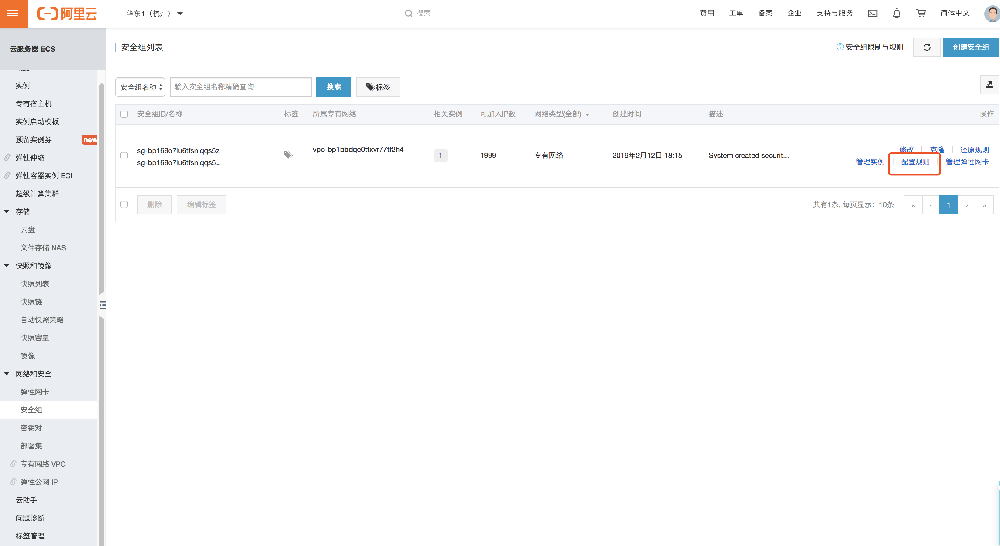 阿里云
华东1（杭州）
搜索
费用
工单
备案
企业
支持与服务
简体中文
云服务器 ECS
实例
专有宿主机
实例启动模板
预留实例券
new
弹性伸缩
弹性容器实例 ECI
超级计算集群
存储
云盘
文件存储 NAS
快照和镜像
快照列表
快照链
自动快照策略
快照容量
镜像
网络和安全
弹性网卡
安全组
密钥对
部署集
专有网络 VPC
弹性公网 IP
云助手
问题诊断
标签管理
安全组列表
安全组限制与规则
创建安全组
安全组名称
输入安全组名称精确查询
搜索
标签
安全组ID/名称
标签
所属专有网络
相关实例
可加入IP数
网络类型(全部)
创建时间
描述
操作
sg-bp169o7lu6tfsniqqs5z
sg-bp169o7lu6tfsniqqs5...
vpc-bp1bbdqe0tfxvr77tf2h4
1
1999
专有网络
2019年2月12日 18:15
System created securit...
修改 | 克隆 | 还原规则
管理实例 | 配置规则 | 管理弹性网卡
删除
编辑标签
共有1条, 每页显示：10条
« ‹ 1 › »